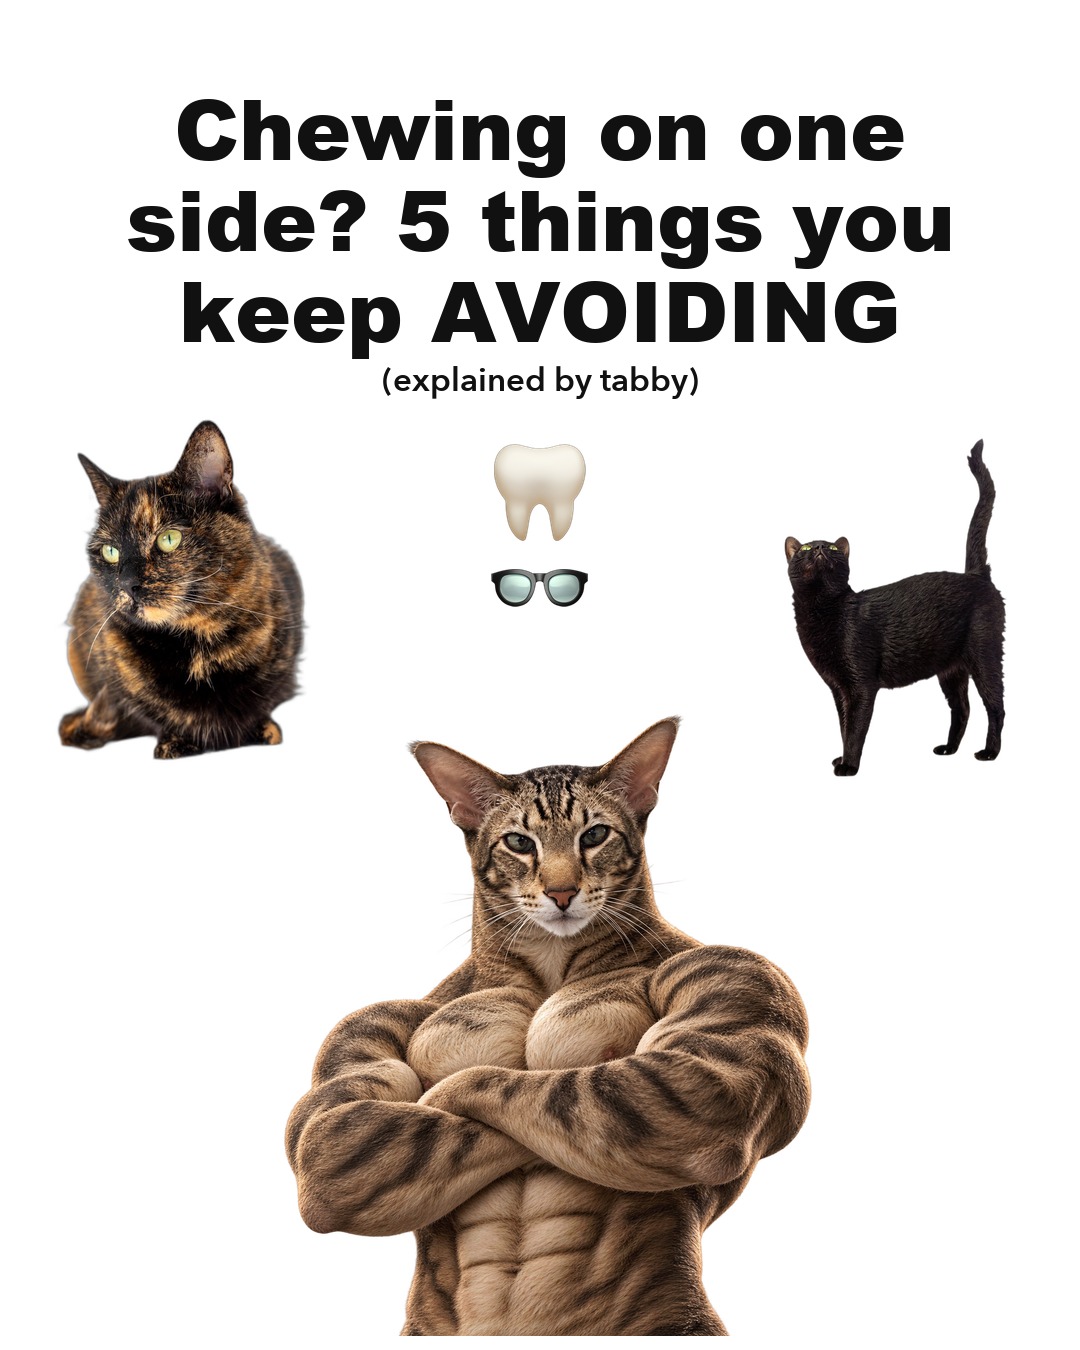 Chewing on one
side? 5 things you
keep AVOIDING
(explained by tabby)